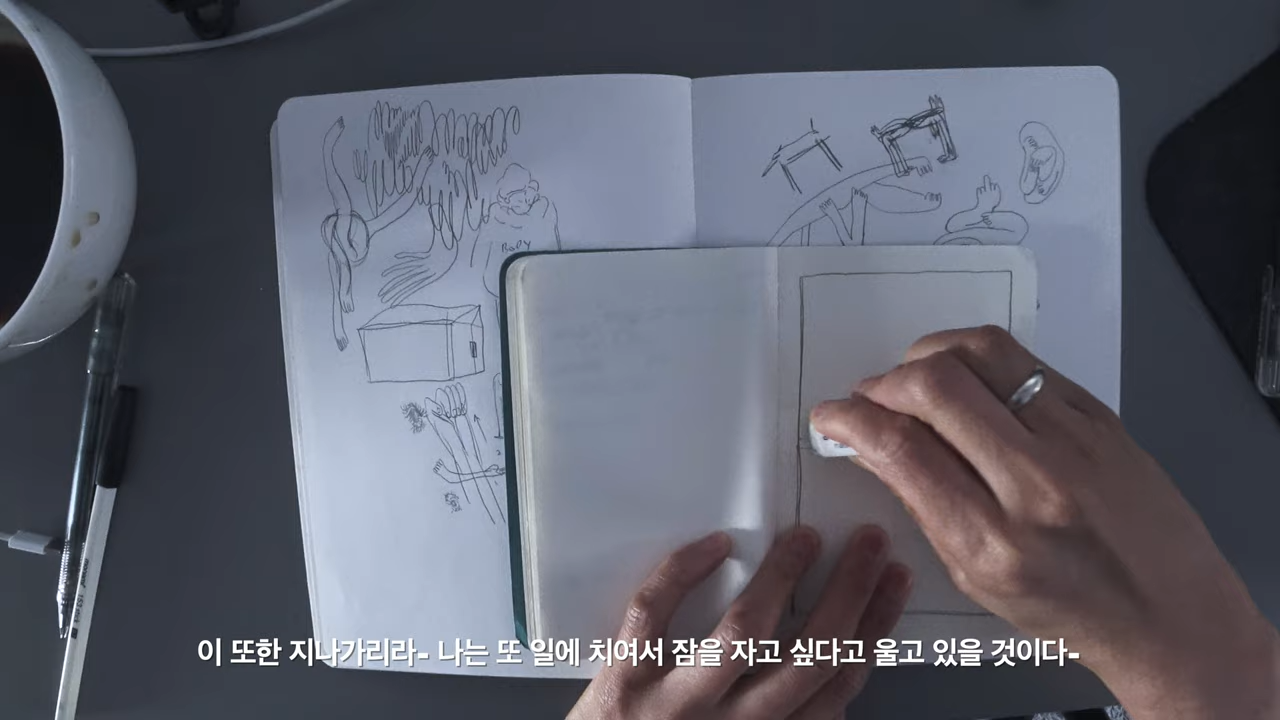 BODY
이 또한 지나가리라- 나는 또 일에 치여서 잠을 자고 싶다고 울고 있을 것이다-